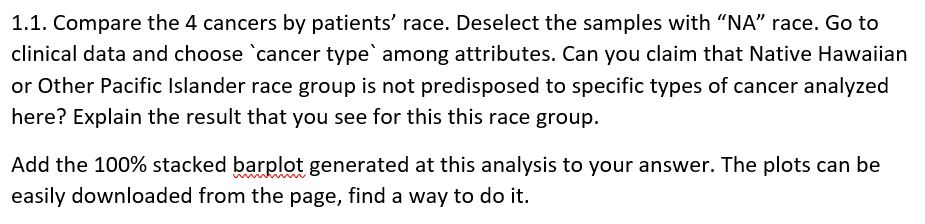 1.1. Compare the 4 cancers by patients’ race. Deselect the samples with “NA” race. Go to
clinical data and choose `cancer type` among attributes. Can you claim that Native Hawaiian
or Other Pacific Islander race group is not predisposed to specific types of cancer analyzed
here? Explain the result that you see for this this race group.
Add the 100% stacked barplot generated at this analysis to your answer. The plots can be
easily downloaded from the page, find a way to do it.